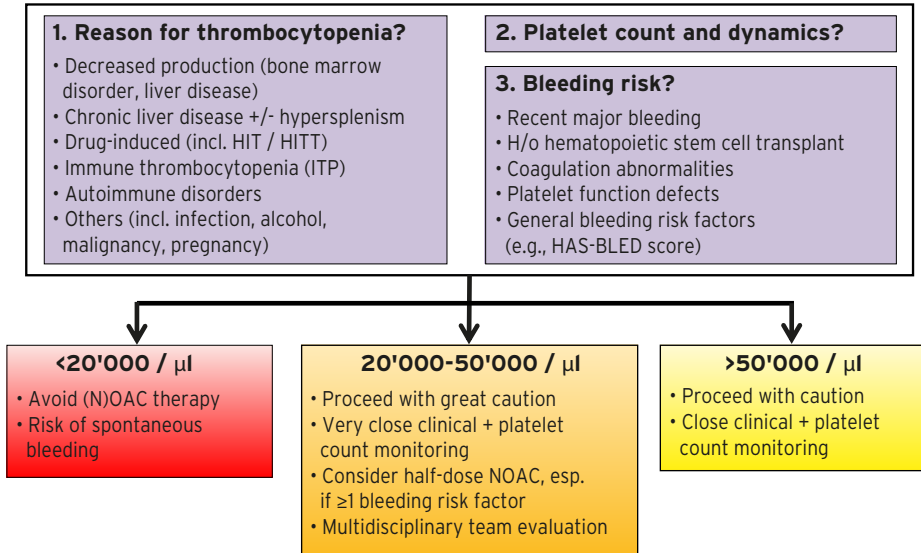 1. Reason for thrombocytopenia?
• Decreased production (bone marrow
disorder, liver disease)
• Chronic liver disease +/- hypersplenism
• Drug-induced (incl. HIT / HITT)
• Immune thrombocytopenia (ITP)
• Autoimmune disorders
• Others (incl. infection, alcohol,
malignancy, pregnancy)
2. Platelet count and dynamics?
3. Bleeding risk?
• Recent major bleeding
• H/o hematopoietic stem cell transplant
• Coagulation abnormalities
• Platelet function defects
• General bleeding risk factors
(e.g., HAS-BLED score)
<20'000 / µl
• Avoid (N)OAC therapy
• Risk of spontaneous
bleeding
20'000-50'000 / µl
• Proceed with great caution
• Very close clinical + platelet
count monitoring
• Consider half-dose NOAC, esp.
if ≥1 bleeding risk factor
• Multidisciplinary team evaluation
>50'000 / µl
• Proceed with caution
• Close clinical + platelet
count monitoring